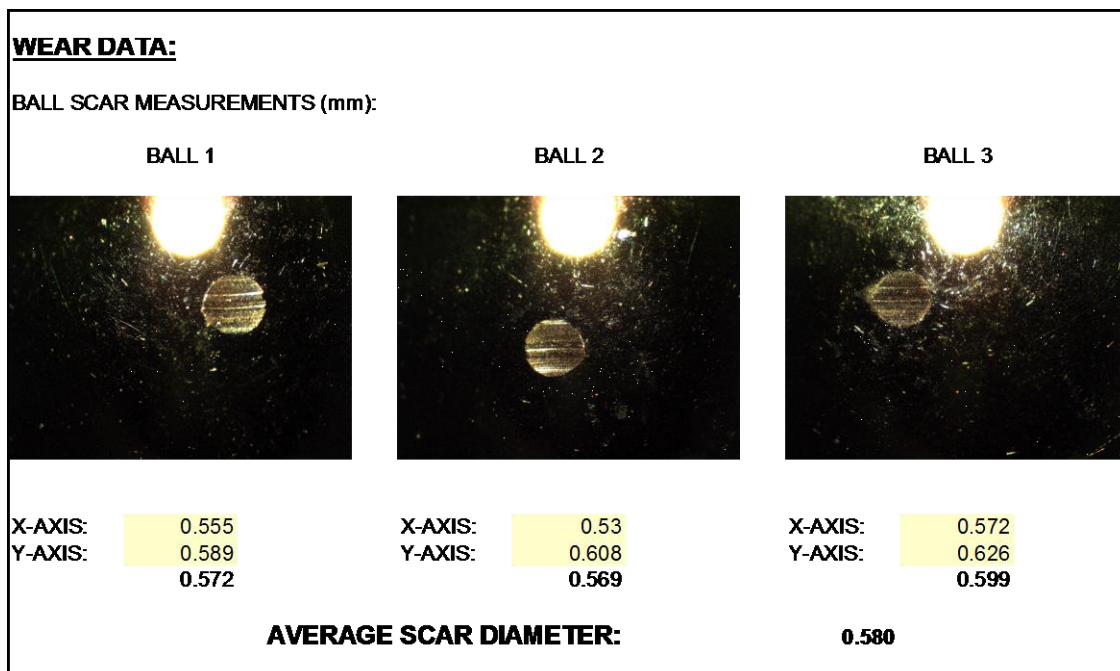 WEAR DATA:
BALL SCAR MEASUREMENTS (mm):
BALL 1 BALL 2 BALL 3
X-AXIS: 0.555 X-AXIS: 0.53 X-AXIS: 0.572
Y-AXIS: 0.589 Y-AXIS: 0.608 Y-AXIS: 0.626
0.572 0.569 0.599
AVERAGE SCAR DIAMETER: 0.580